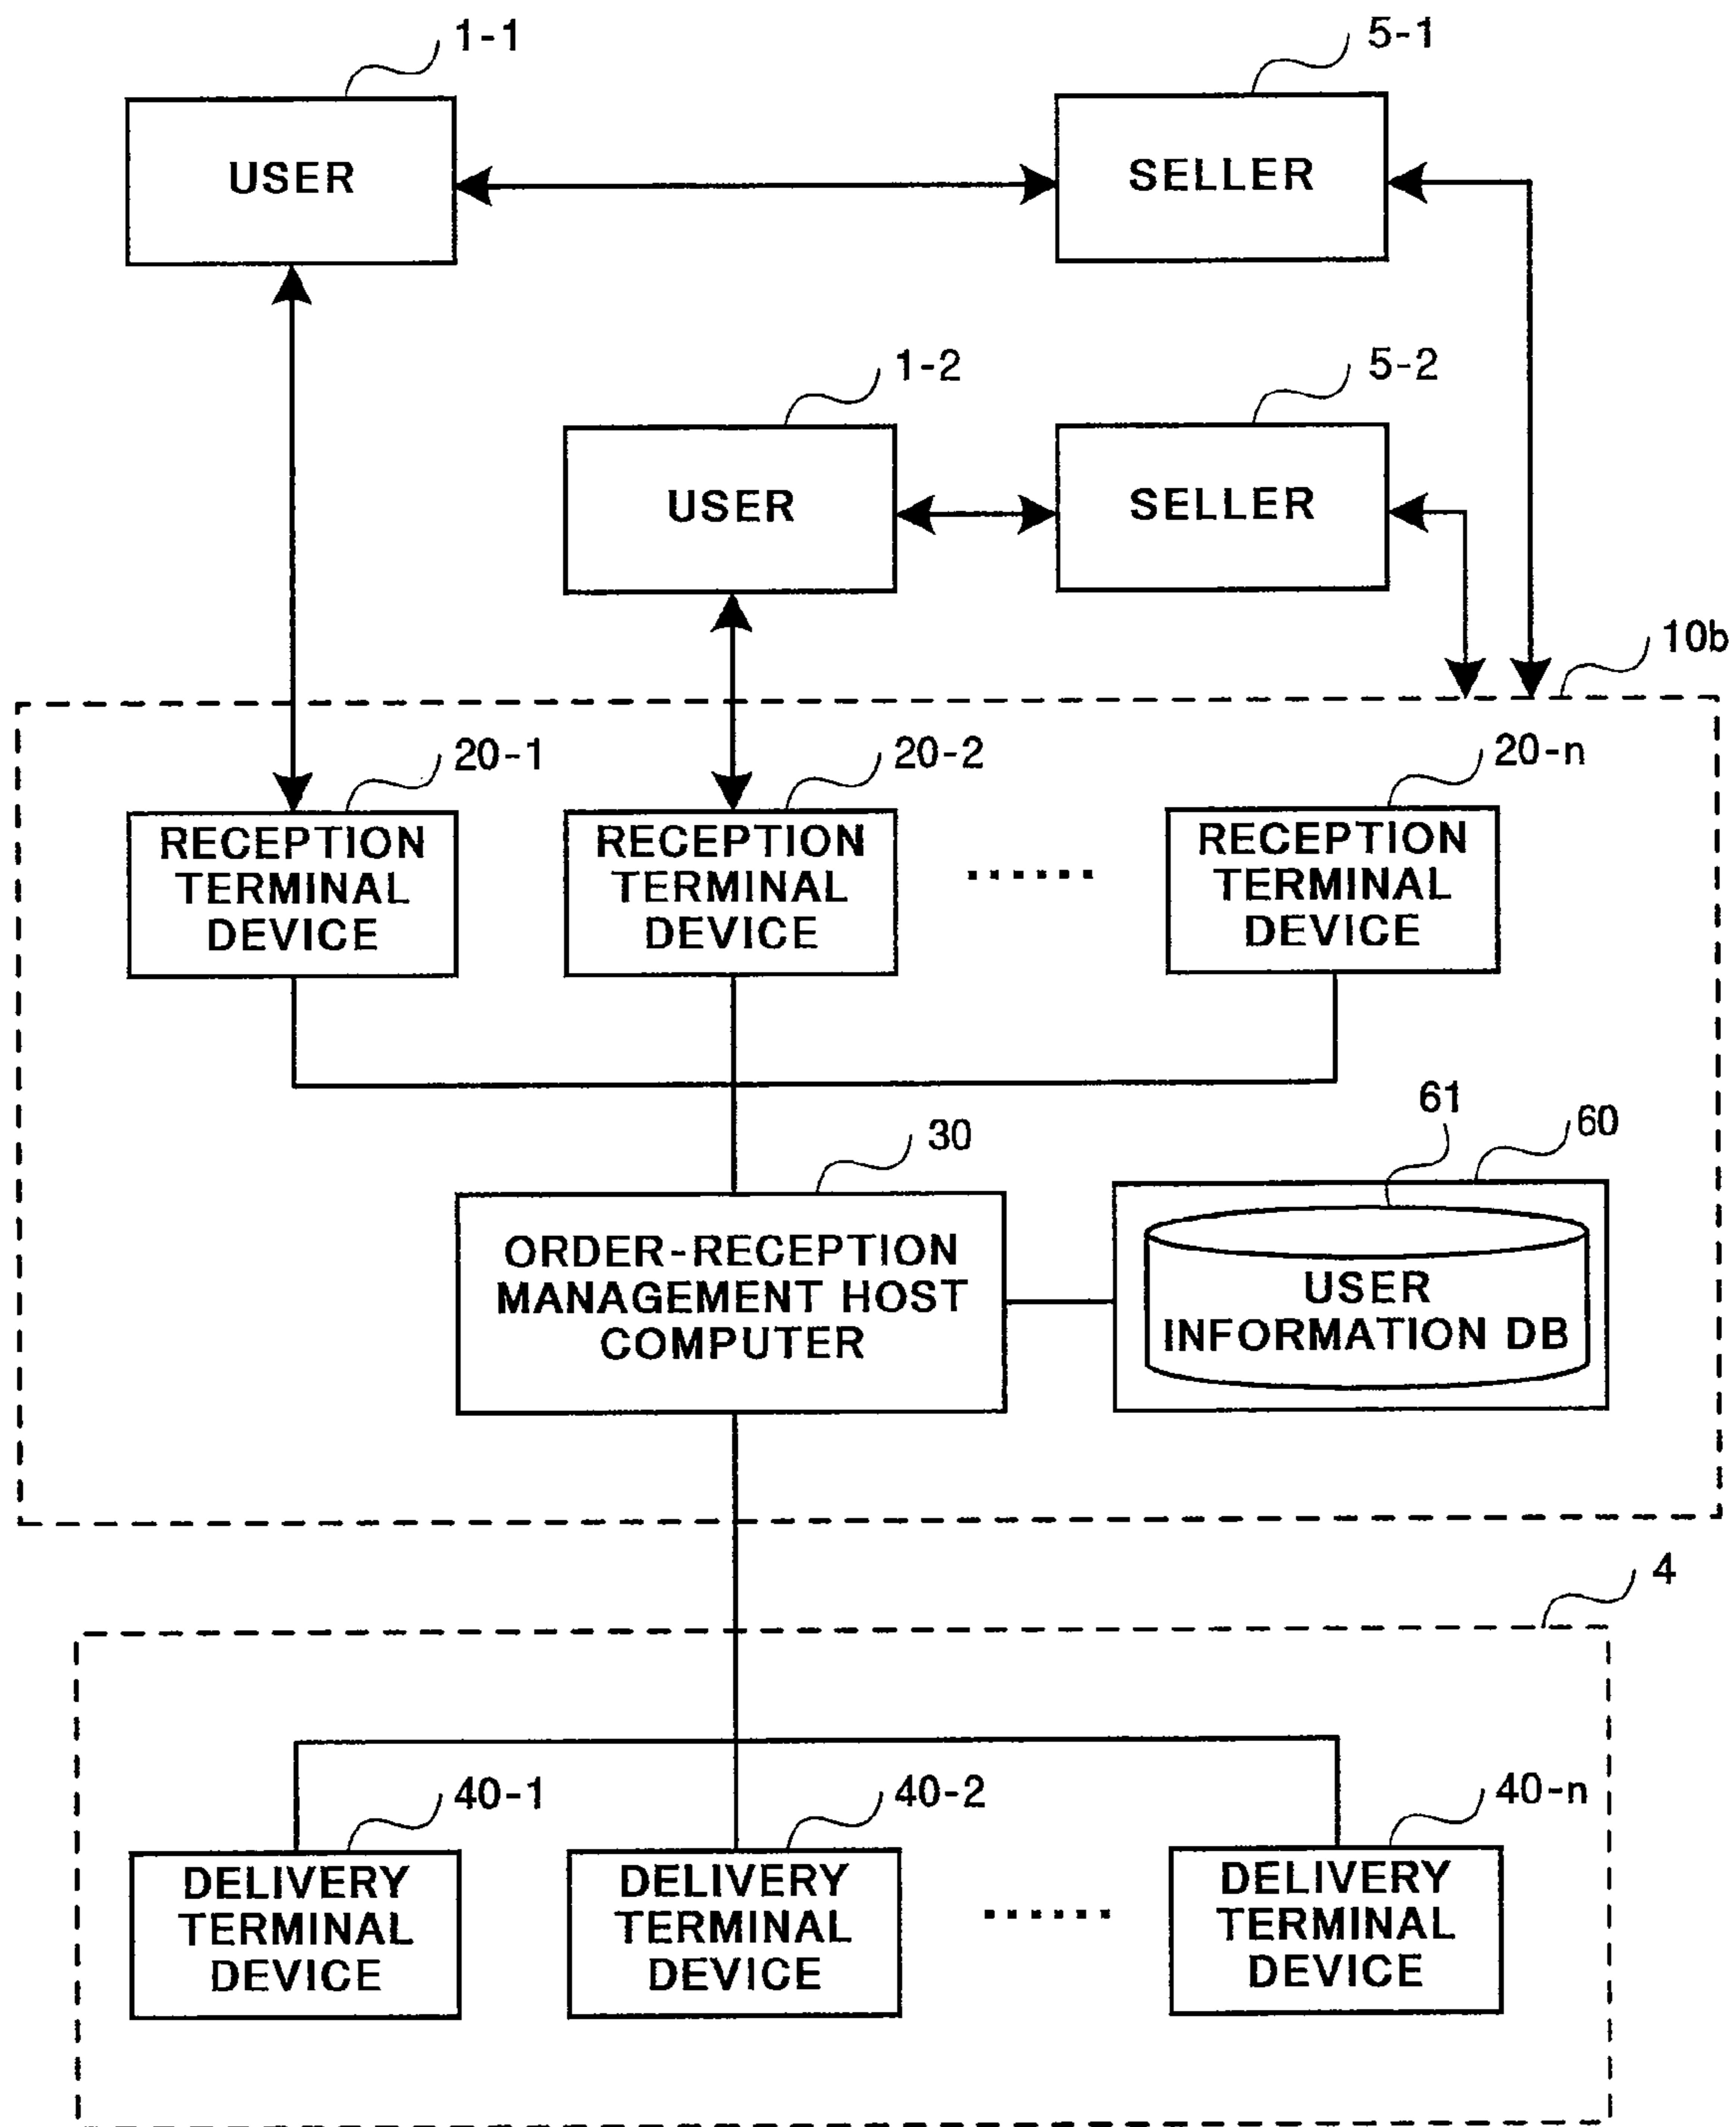 1-1
5-1
USER
SELLER
1-2
5-2
USER
SELLER
10b
20-1
20-2
20-n
RECEPTION
TERMINAL
DEVICE
RECEPTION
TERMINAL
DEVICE
RECEPTION
TERMINAL
DEVICE
30
61
60
ORDER-RECEPTION
MANAGEMENT HOST
COMPUTER
USER
INFORMATION DB
4
40-1
40-2
40-n
DELIVERY
TERMINAL
DEVICE
DELIVERY
TERMINAL
DEVICE
DELIVERY
TERMINAL
DEVICE